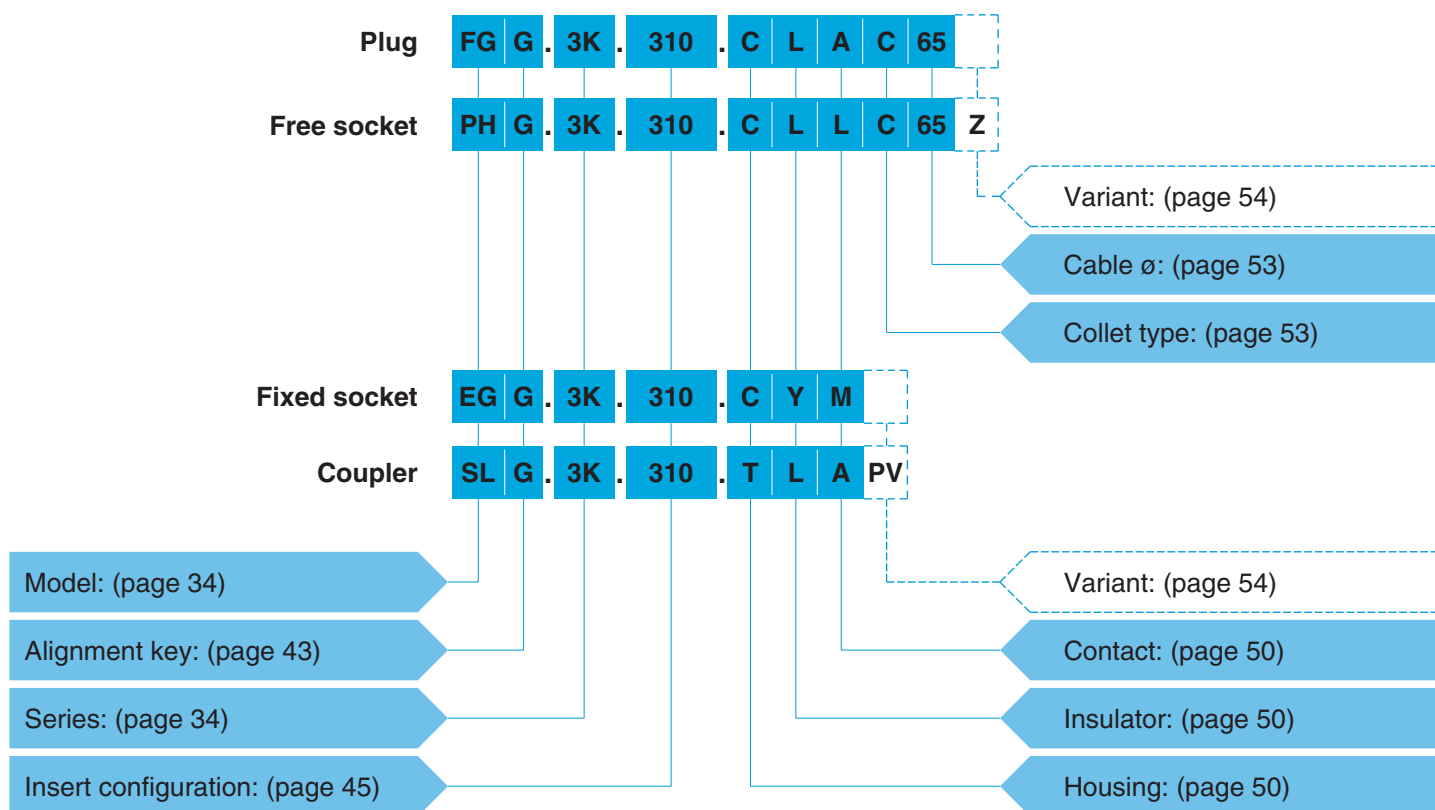 Plug FG G . 3K . 310 . C L A C 65
Free socket PH G . 3K . 310 . C L L C 65 Z
Variant: (page 54)
Cable ø: (page 53)
Collet type: (page 53)
Fixed socket EG G . 3K . 310 . C Y M
Coupler SL G . 3K . 310 . T L A PV
Model: (page 34) Variant: (page 54)
Alignment key: (page 43) Contact: (page 50)
Series: (page 34) Insulator: (page 50)
Insert configuration: (page 45) Housing: (page 50)